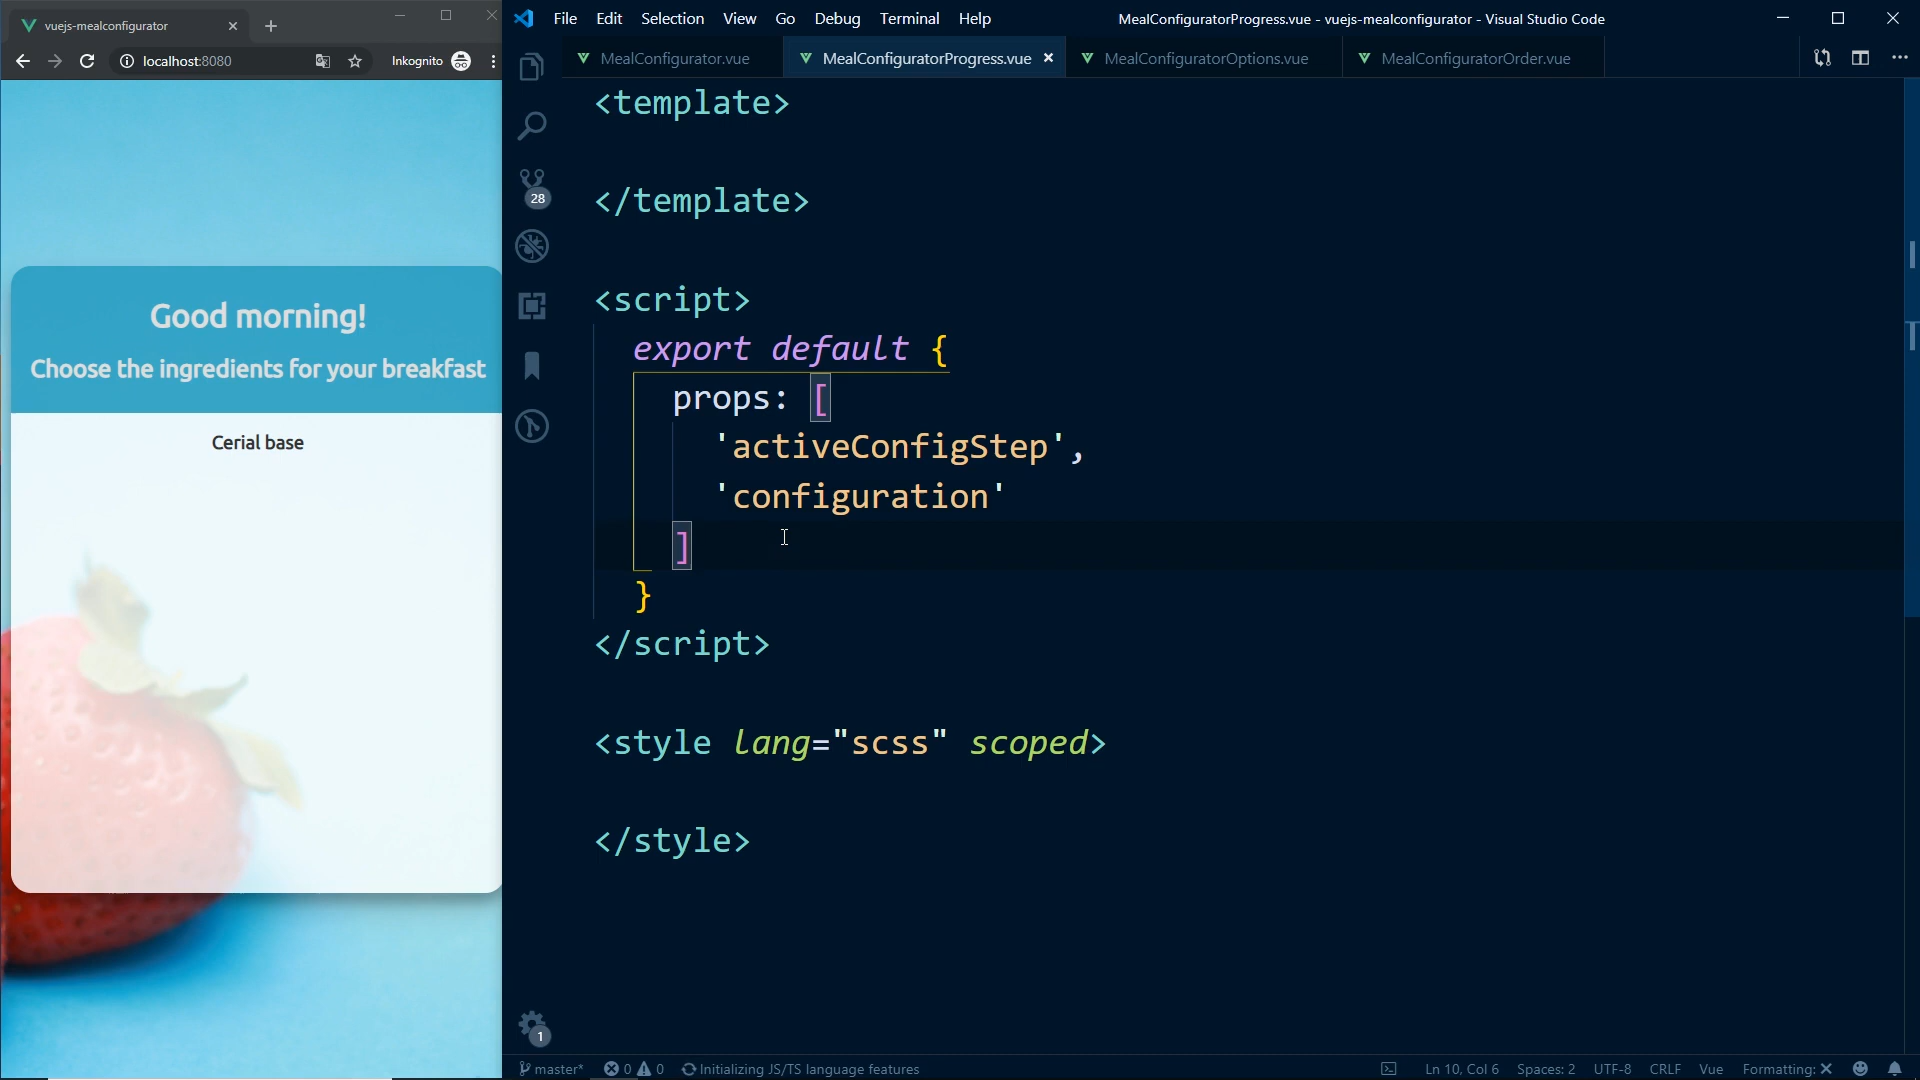 vuejs-mealconfigurator
localhost:8080
Inkognito
Good morning!
Choose the ingredients for your breakfast
Cerial base
File Edit Selection View Go Debug Terminal Help
MealConfiguratorProgress.vue - vuejs-mealconfigurator - Visual Studio Code
MealConfigurator.vue
MealConfiguratorProgress.vue
MealConfiguratorOptions.vue
MealConfiguratorOrder.vue
28
1
<template>
</template>
<script>
export default {
props: [
'activeConfigStep',
'configuration'
]
}
</script>
<style lang="scss" scoped>
</style>
master* 0 0 Initializing JS/TS language features
Ln 10, Col 6 Spaces: 2 UTF-8 CRLF Vue Formatting: ✕